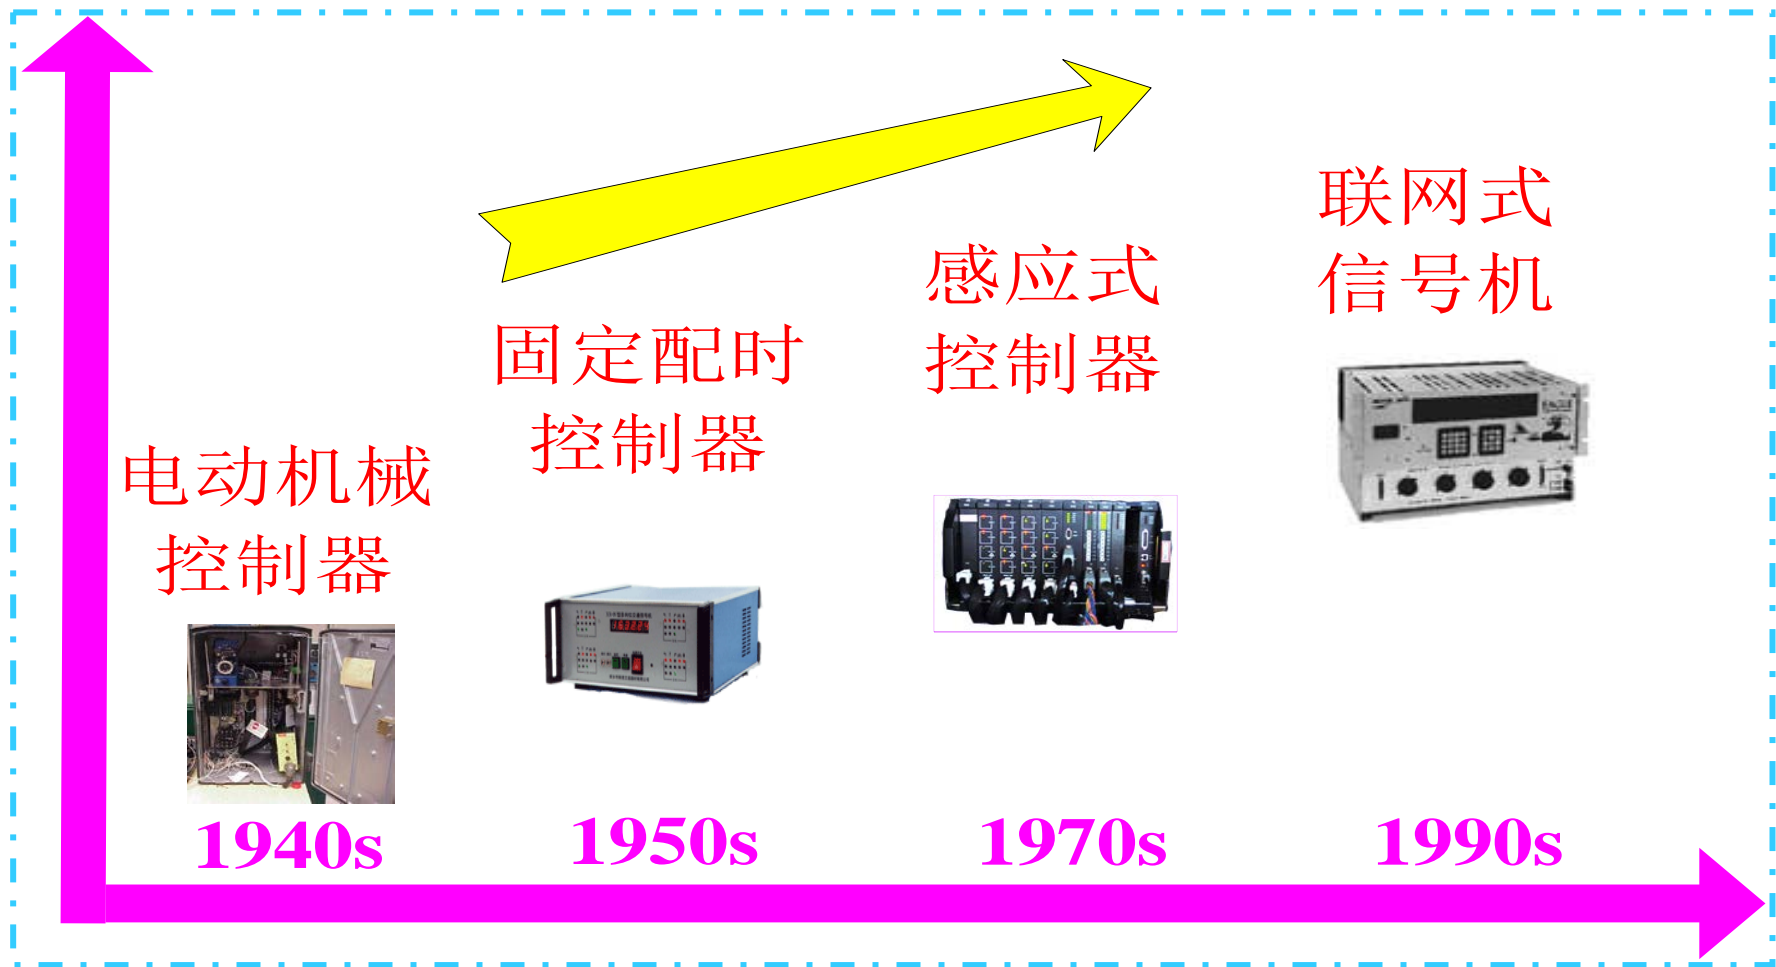 电动机械
控制器
1940s
固定配时
控制器
1950s
感应式
控制器
1970s
联网式
信号机
1990s